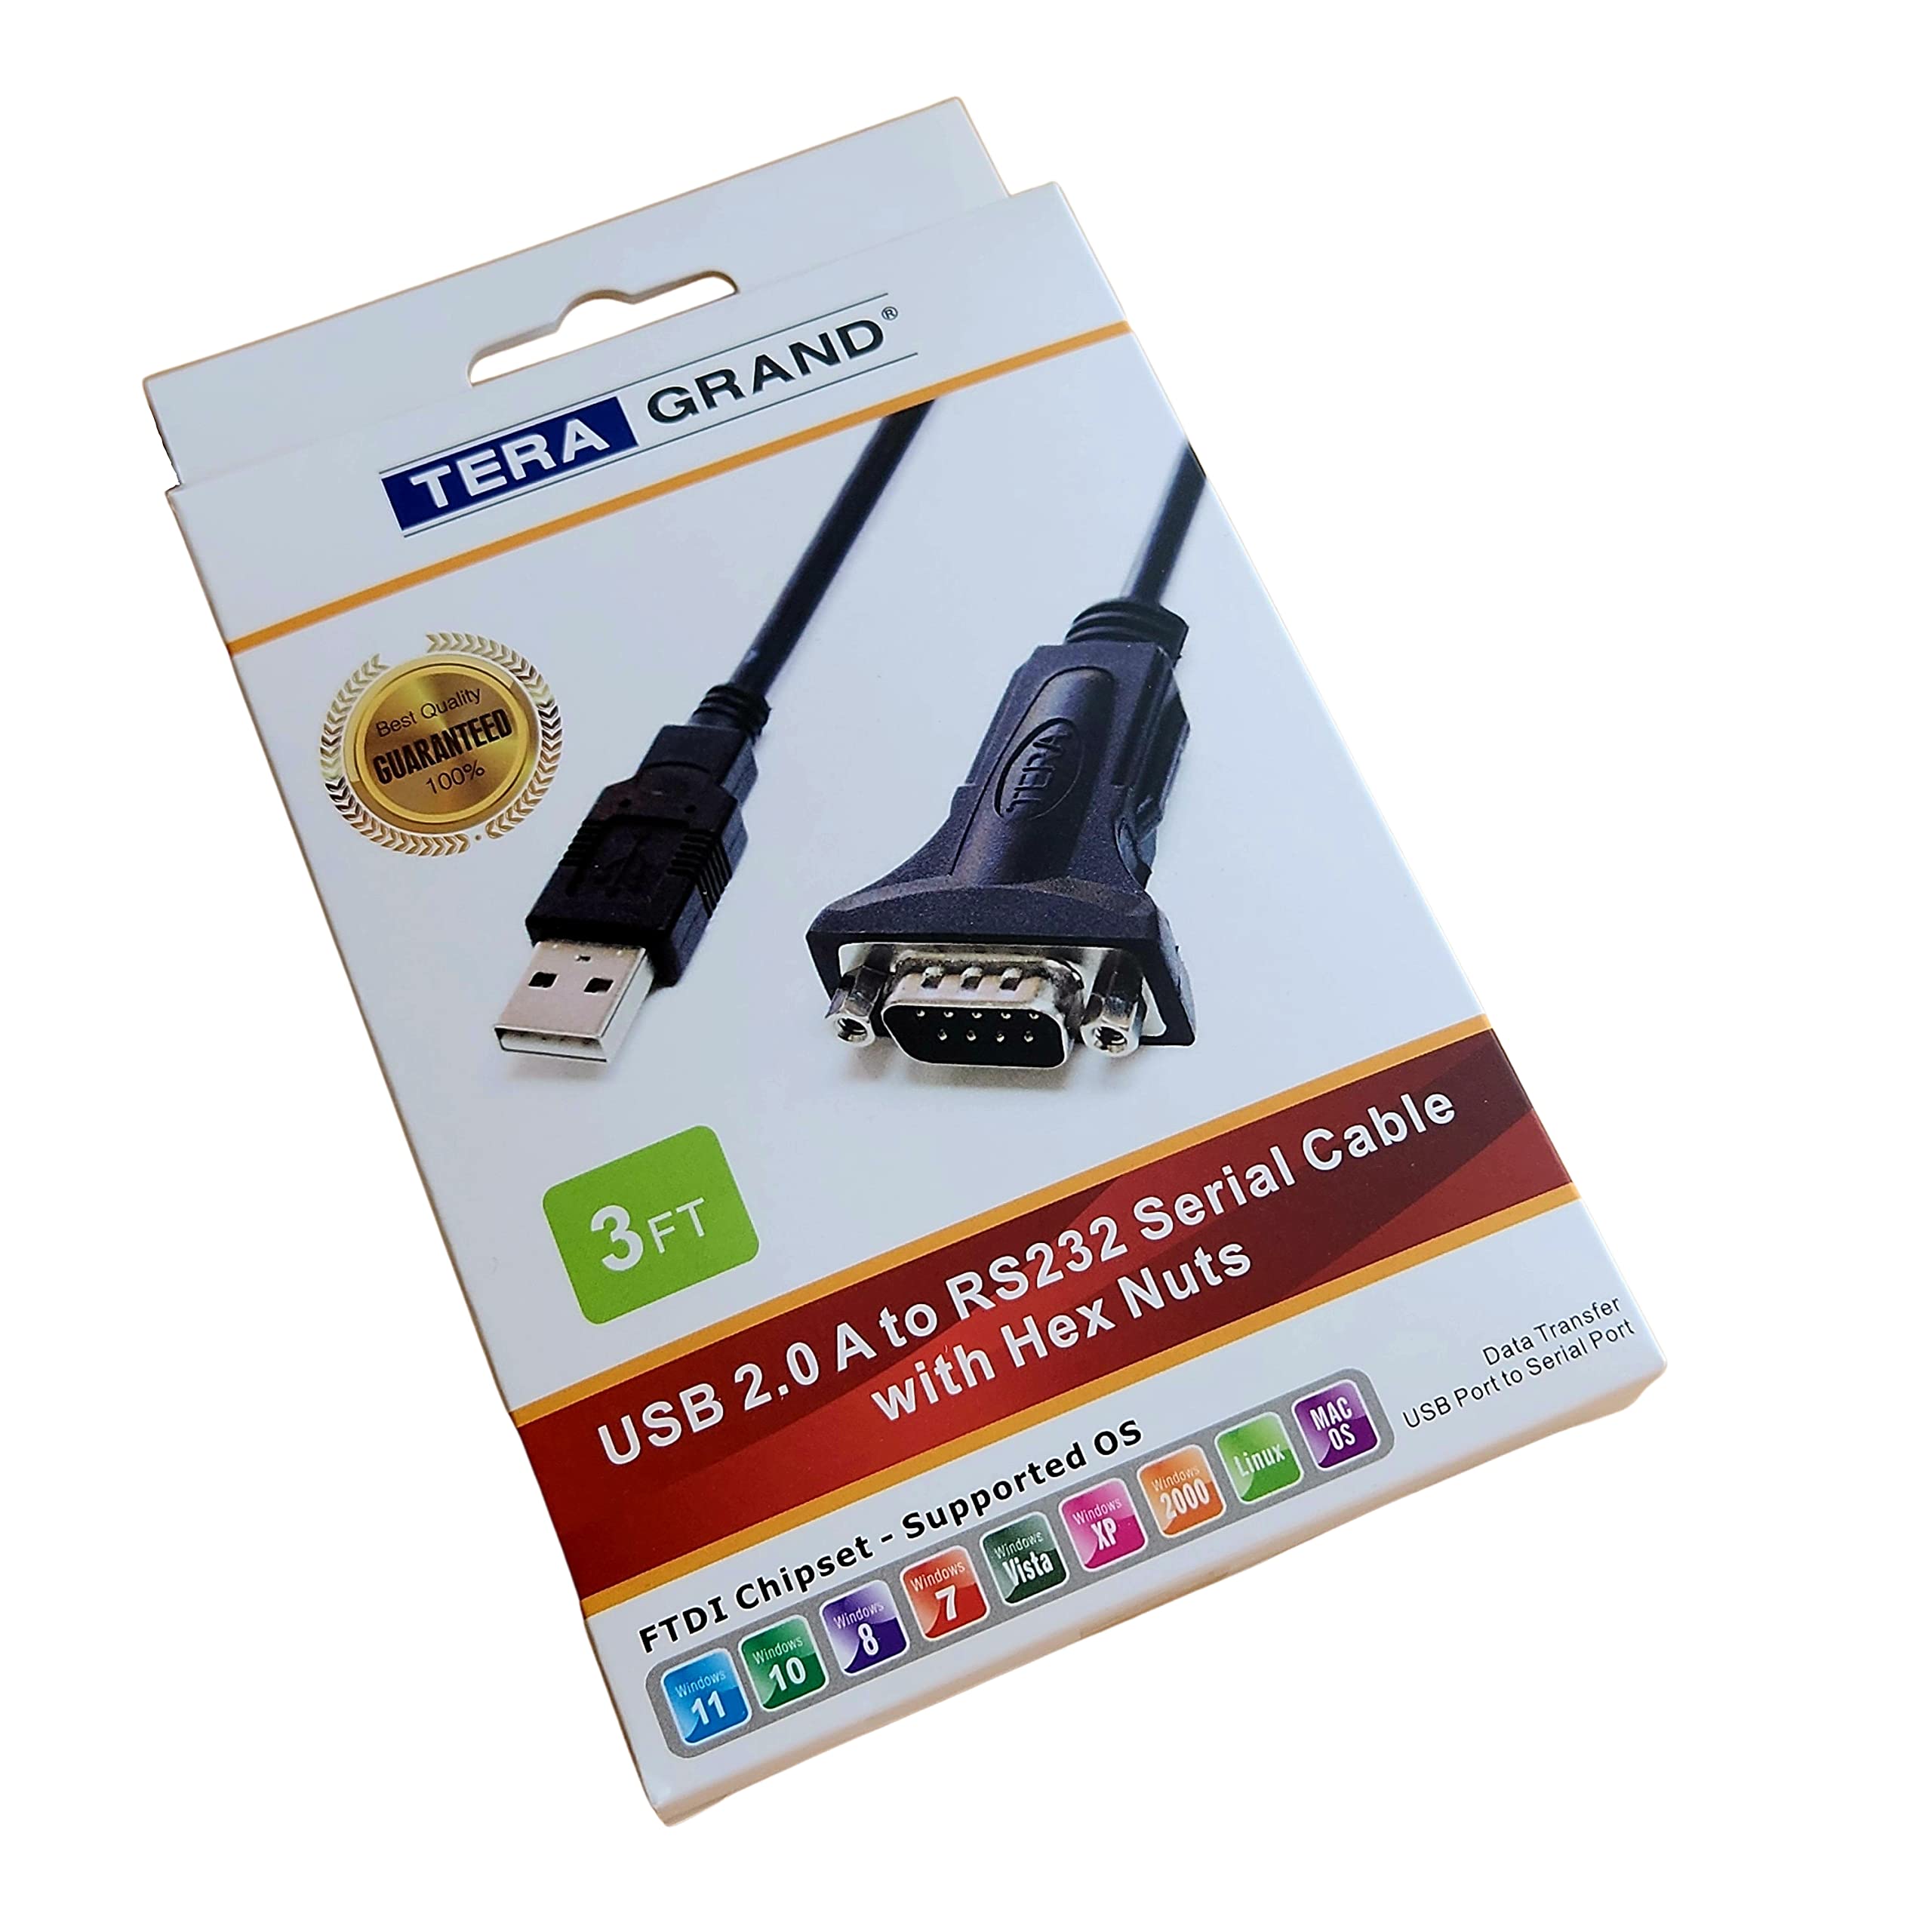 TERA GRAND®
Best Quality
GUARANTEED
100%
TERA
3 FT
USB 2.0 A to RS232 Serial Cable
with Hex Nuts
Data Transfer
USB Port to Serial Port
FTDI Chipset - Supported OS
Windows 11
Windows 10
Windows 8
Windows 7
Windows Vista
Windows XP
Windows 2000
Linux
MAC OS